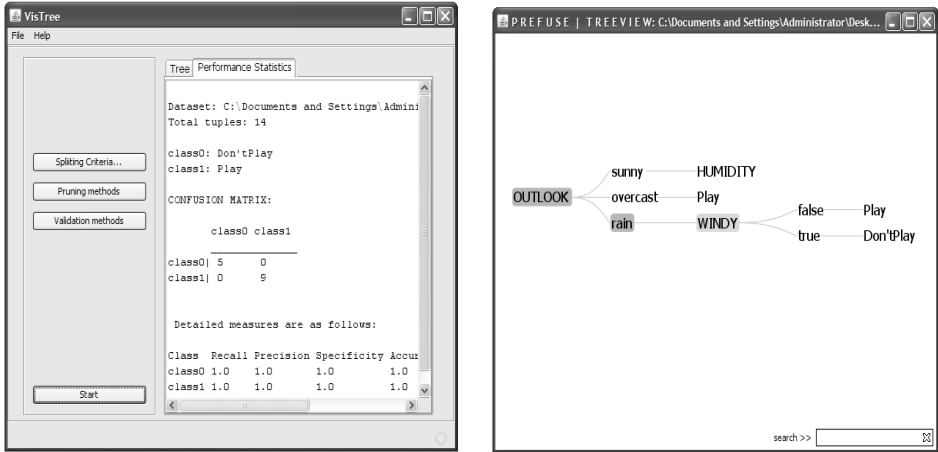 VisTree
File Help
Spliting Criteria...
Pruning methods
Validation methods
Start
Tree Performance Statistics
Dataset: C:\Documents and Settings\Admini
Total tuples: 14
class0: Don'tPlay
class1: Play
CONFUSION MATRIX:
class0 class1
class0| 5 0
class1| 0 9
Detailed measures are as follows:
Class Recall Precision Specificity Accur
class0 1.0 1.0 1.0 1.0
class1 1.0 1.0 1.0 1.0
PREFUSE | TREEVIEW: C:\Documents and Settings\Administrator\Desk...
OUTLOOK
sunny HUMIDITY
overcast Play
rain WINDY
false Play
true Don'tPlay
search >>